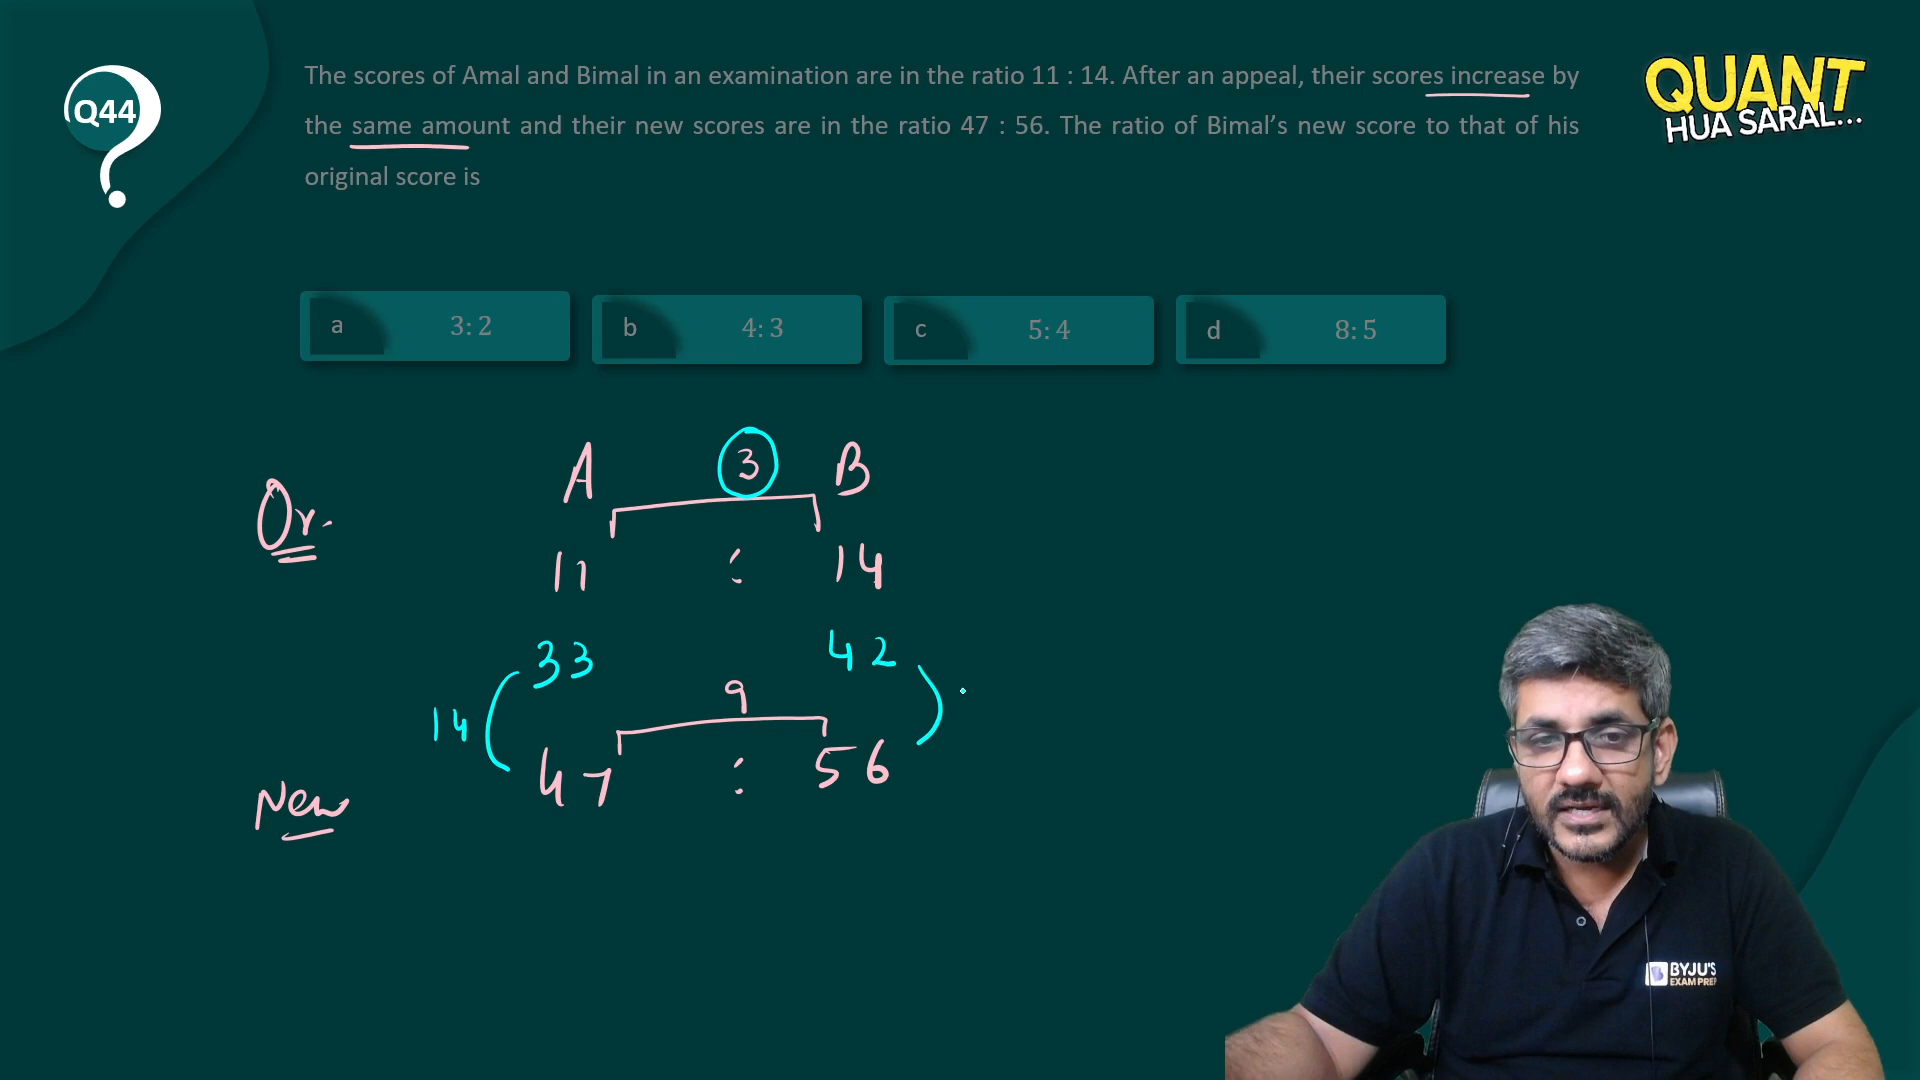 Q44
The scores of Amal and Bimal in an examination are in the ratio 11 : 14. After an appeal, their scores increase by
the same amount and their new scores are in the ratio 47 : 56. The ratio of Bimal’s new score to that of his
original score is
QUANT
HUA SARAL...
a 3: 2 b 4: 3 c 5: 4 d 8: 5
A 3 B
Or.
11 : 14
33 42
9
14
47 : 56
New
BYJU'S
EXAM PREP